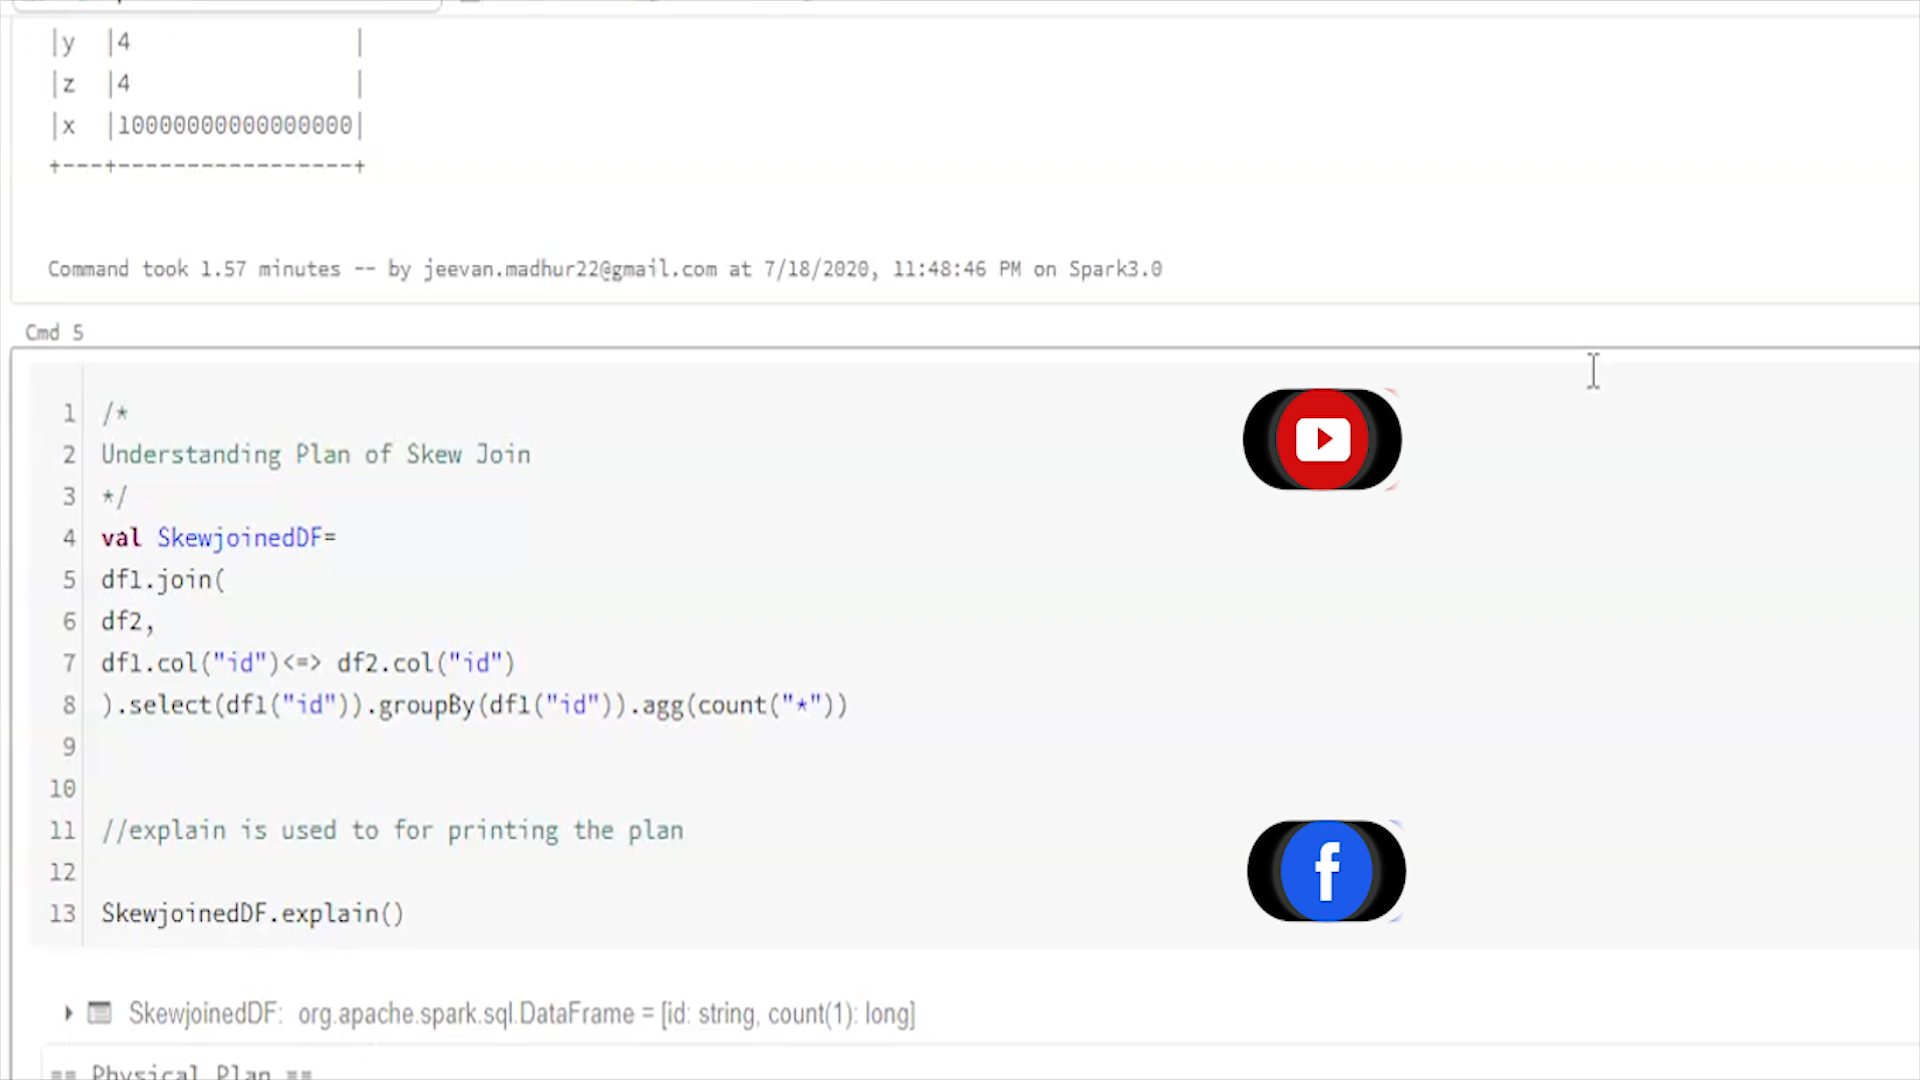 |y |4 |
|z |4 |
|x |10000000000000000|
+---+-----------------+
Command took 1.57 minutes -- by jeevan.madhur22@gmail.com at 7/18/2020, 11:48:46 PM on Spark3.0
Cmd 5
1 /*
2 Understanding Plan of Skew Join
3 */
4 val SkewjoinedDF=
5 df1.join(
6 df2,
7 df1.col("id")<=> df2.col("id")
8 ).select(df1("id")).groupBy(df1("id")).agg(count("*"))
9
10
11 //explain is used to for printing the plan
12
13 SkewjoinedDF.explain()
SkewjoinedDF: org.apache.spark.sql.DataFrame = [id: string, count(1): long]
== Physical Plan ==